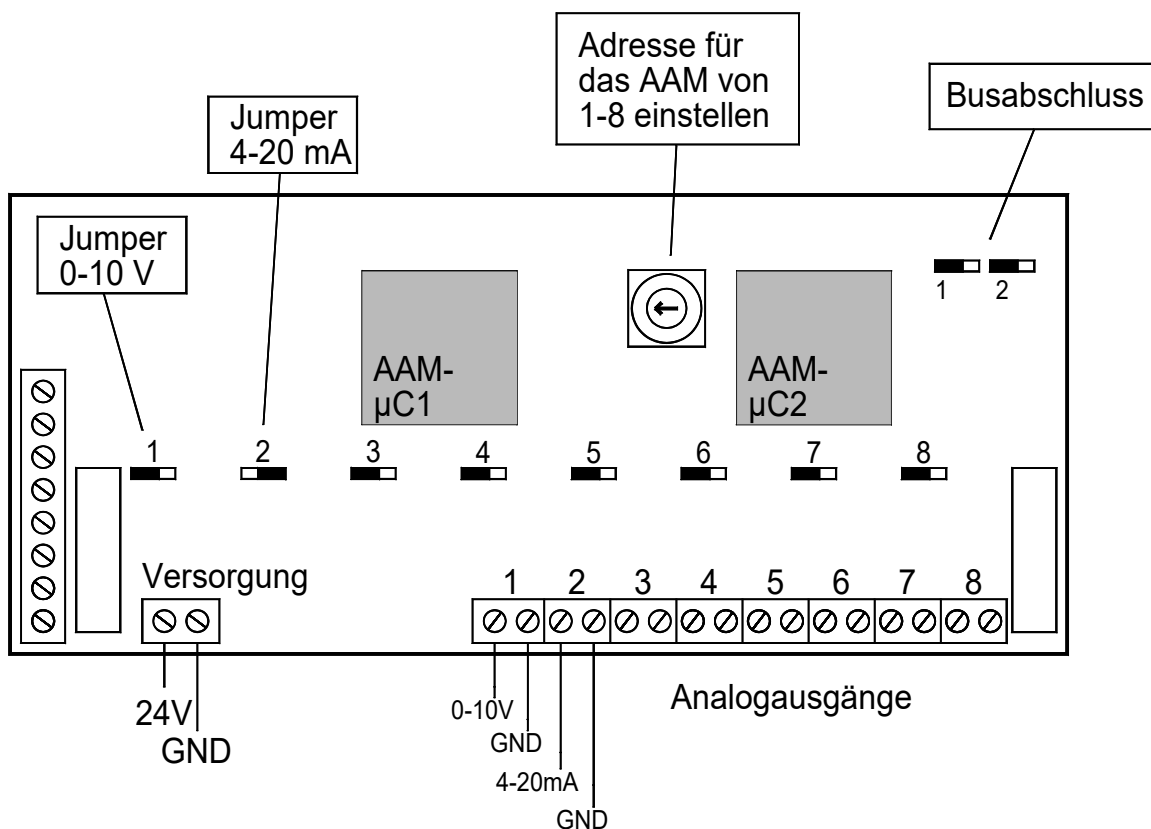 Adresse für
das AAM von
1-8 einstellen
Busabschluss
Jumper
4-20 mA
Jumper
0-10 V
1 2
AAM-
µC1
AAM-
µC2
1 2 3 4 5 6 7 8
Versorgung
1 2 3 4 5 6 7 8
24V
GND
0-10V
GND
4-20mA
GND
Analogausgänge